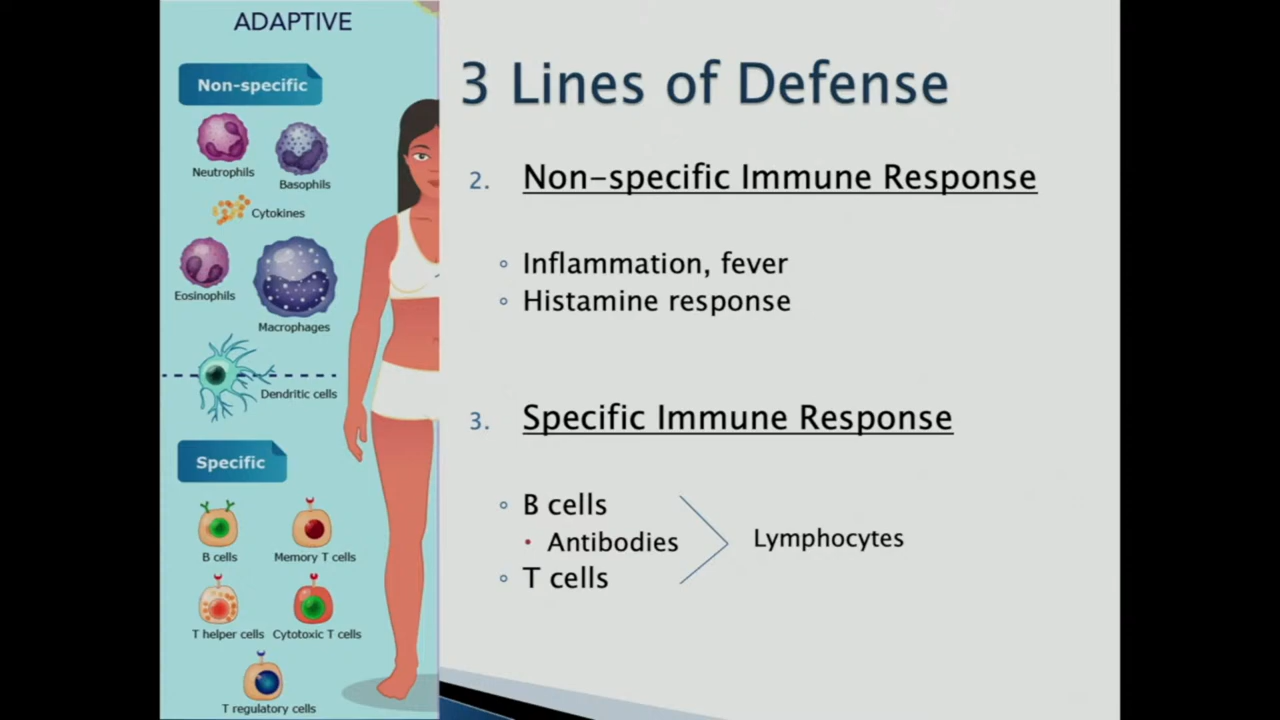 ADAPTIVE
Non-specific
Neutrophils
Basophils
Cytokines
Eosinophils
Macrophages
Dendritic cells
Specific
B cells
Memory T cells
T helper cells
Cytotoxic T cells
T regulatory cells
3 Lines of Defense
2. Non-specific Immune Response
Inflammation, fever
Histamine response
3. Specific Immune Response
B cells
Antibodies
T cells
Lymphocytes